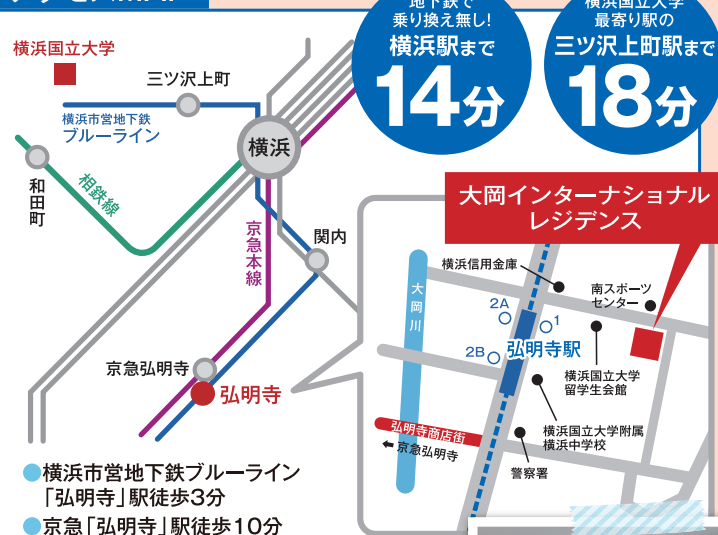 地下鉄で
乗り換え無し!
横浜駅まで
14分
横浜国立大学
最寄り駅の
三ツ沢上町駅まで
18分
横浜国立大学
三ツ沢上町
横浜市営地下鉄
ブルーライン
横浜
和田町
相鉄線
京急本線
関内
京急弘明寺
弘明寺
大岡インターナショナル
レジデンス
横浜信用金庫
南スポーツ
センター
大岡川
2A
1
2B
弘明寺駅
横浜国立大学
留学生会館
弘明寺商店街
横浜国立大学附属
横浜中学校
← 京急弘明寺
警察署
●横浜市営地下鉄ブルーライン
「弘明寺」駅徒歩3分
●京急「弘明寺」駅徒歩10分